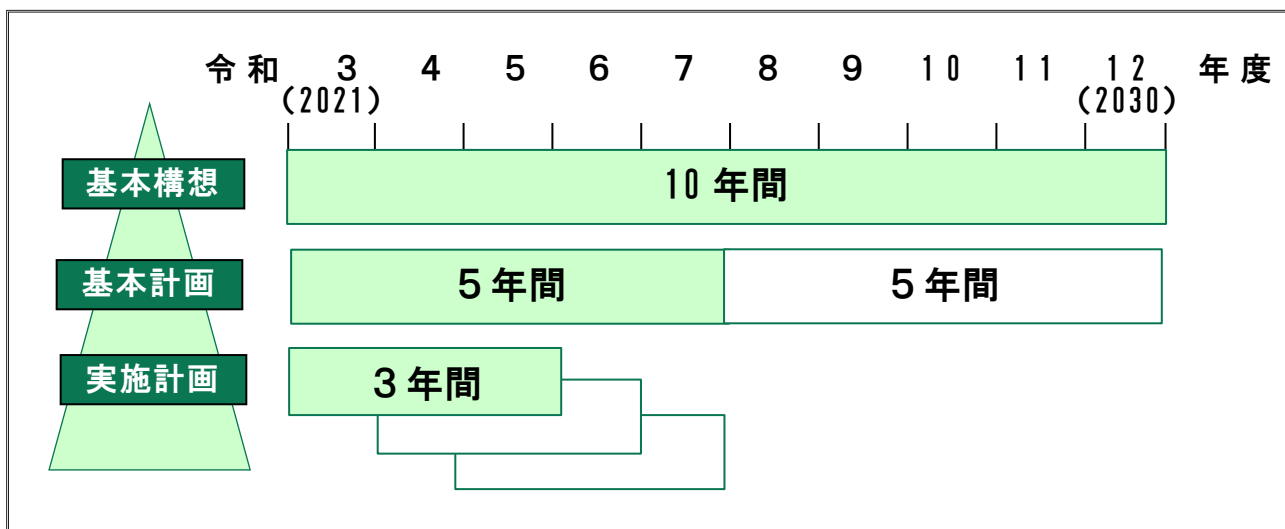 令和 3 4 5 6 7 8 9 10 11 12 年度
(2021) (2030)
基本構想 10年間
基本計画 5年間 5年間
実施計画 3年間